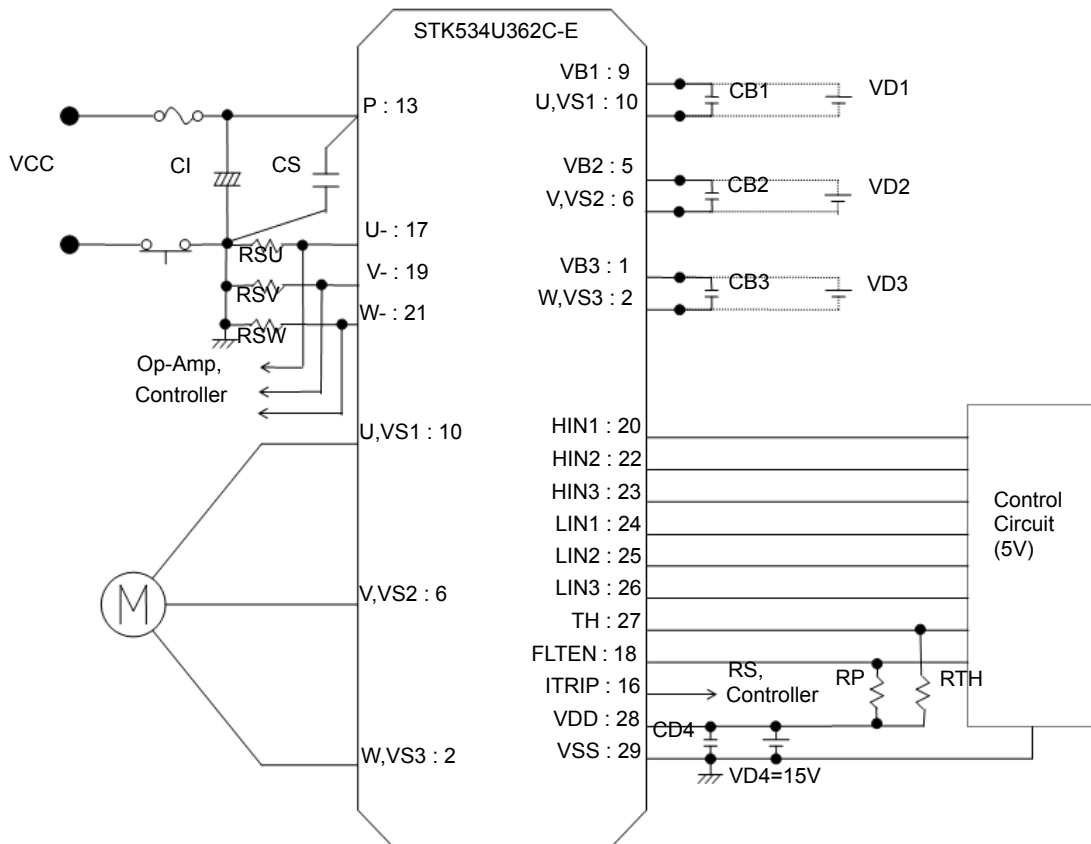 STK534U362C-E
VB1 : 9
CB1
VD1
U,VS1 : 10
P : 13
VCC
CI
CS
VB2 : 5
CB2
VD2
V,VS2 : 6
U- : 17
RSU
V- : 19
RSV
W- : 21
RSW
VB3 : 1
CB3
VD3
W,VS3 : 2
Op-Amp,
Controller
U,VS1 : 10
HIN1 : 20
HIN2 : 22
HIN3 : 23
LIN1 : 24
LIN2 : 25
LIN3 : 26
Control
Circuit
(5V)
M
V,VS2 : 6
TH : 27
FLTEN : 18
ITRIP : 16
RS,
Controller
RP
RTH
VDD : 28
CD4
VSS : 29
VD4=15V
W,VS3 : 2